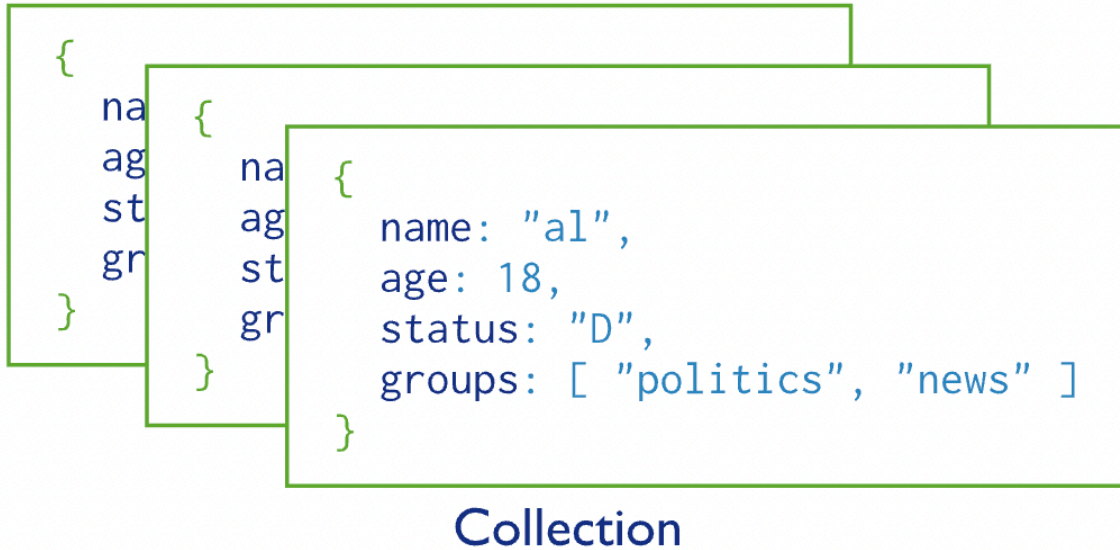 {
na
ag
st
gr
}
{
na
ag
st
gr
}
{
name: "al",
age: 18,
status: "D",
groups: [ "politics", "news" ]
}
Collection